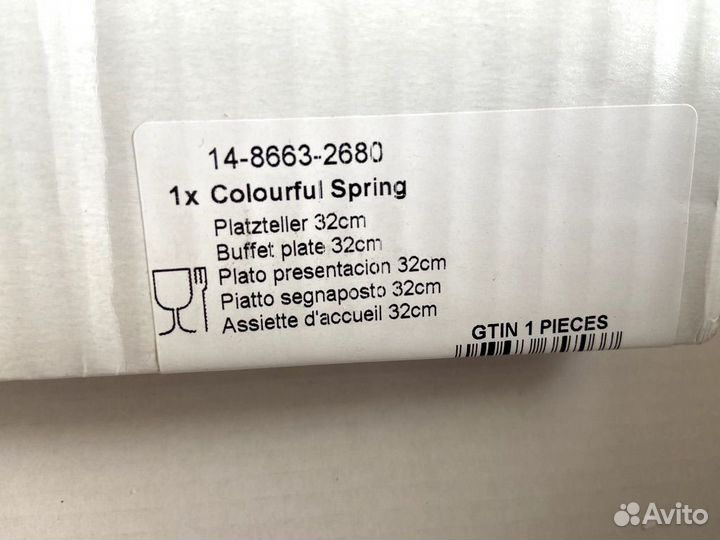 14-8663-2680
1x Colourful Spring
Platzteller 32cm
Buffet plate 32cm
Plato presentacion 32cm
Piatto segnaposto 32cm
Assiette d'accueil 32cm
GTIN 1 PIECES
Avito